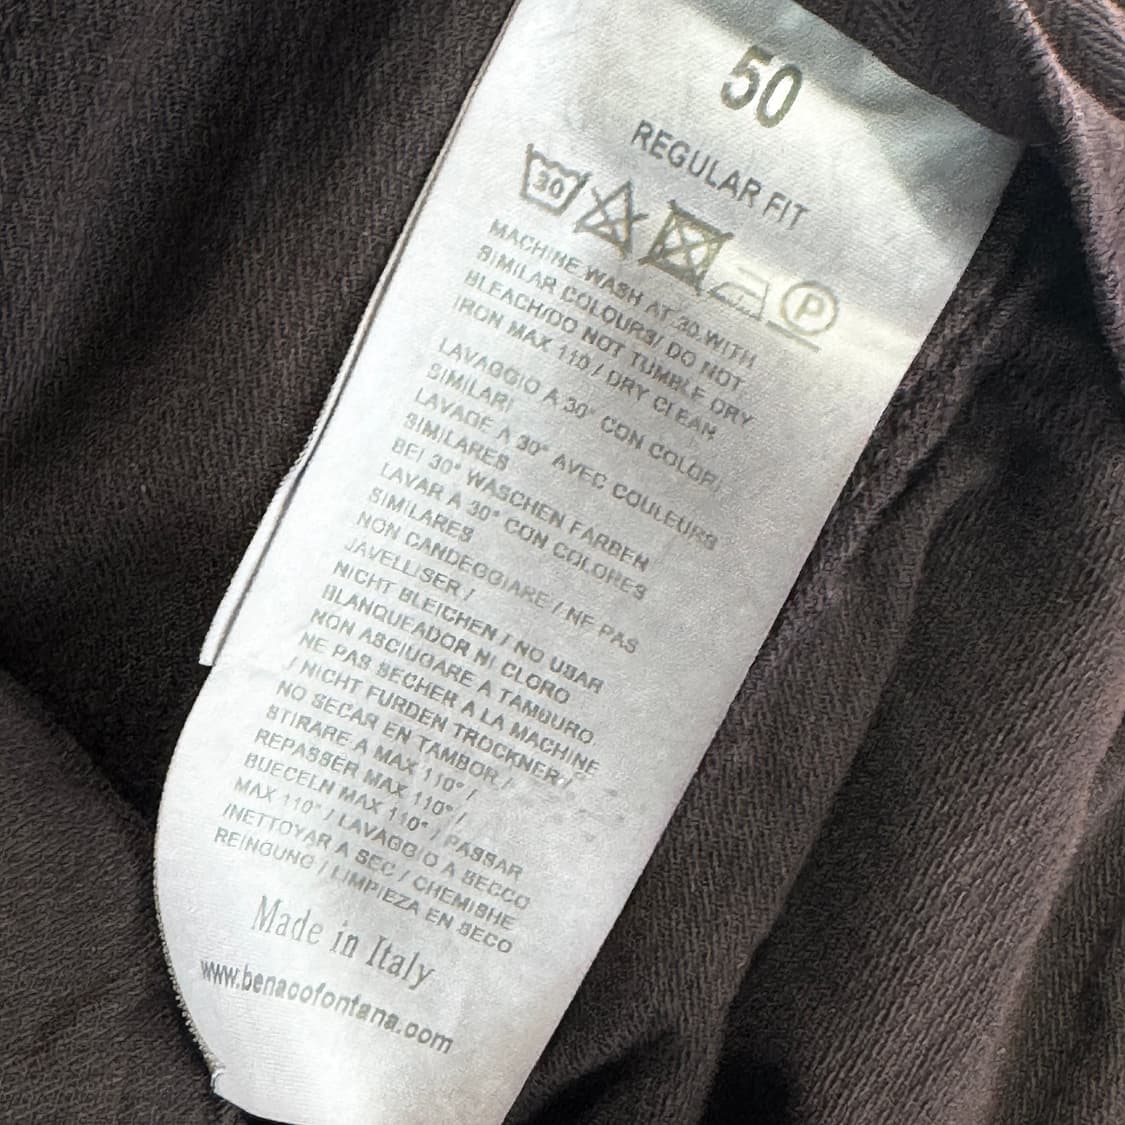 50
REGULAR FIT
30
P
MACHINE WASH AT 30 WITH
SIMILAR COLOURS/ DO NOT
BLEACH/DO NOT TUMBLE DRY
IRON MAX 110 / DRY CLEAN
LAVAGGIO A 30° CON COLORI
SIMILARI
LAVAGE A 30° AVEC COULEURS
SIMILARES
BEI 30° WASCHEN FARBEN
LAVAR A 30° CON COLORES
SIMILARES
NON CANDEGGIARE / NE PAS
JAVELLISER /
NICHT BLEICHEN / NO USAR
BLANQUEADOR NI CLORO
NON ASCIUGARE A TAMBURO.
NE PAS SECHER A LA MACHINE
/ NICHT FURDEN TROCKNER /
NO SECAR EN TAMBOR /
STIRARE A MAX 110° /
REPASSER MAX 110° /
BUECELN MAX 110° / PASSAR
MAX 110° / LAVAGGIO A SECCO
/NETTOYAR A SEC / CHEMISHE
REINGUNG / LIMPIEZA EN SECO
Made in Italy
www.benacofontana.com